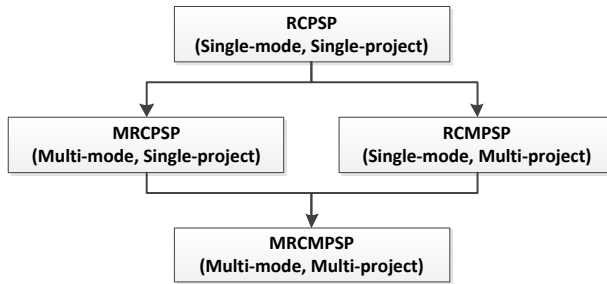 RCPSP
(Single-mode, Single-project)
MRCPSP
(Multi-mode, Single-project)
RCMPSP
(Single-mode, Multi-project)
MRCMPSP
(Multi-mode, Multi-project)